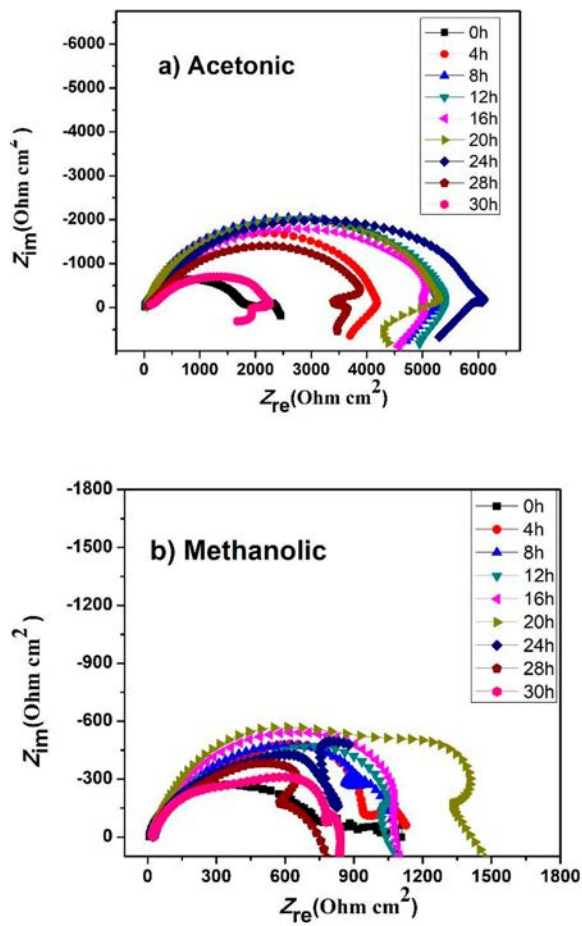 a) Acetonic
0h
4h
8h
12h
16h
20h
24h
28h
30h
-6000
-5000
-4000
-3000
-2000
-1000
0
Zim(Ohm cm2)
0 1000 2000 3000 4000 5000 6000
Zre(Ohm cm2)
b) Methanolic
0h
4h
8h
12h
16h
20h
24h
28h
30h
-1800
-1500
-1200
-900
-600
-300
0
Zim(Ohm cm2)
0 300 600 900 1200 1500 1800
Zre(Ohm cm2)